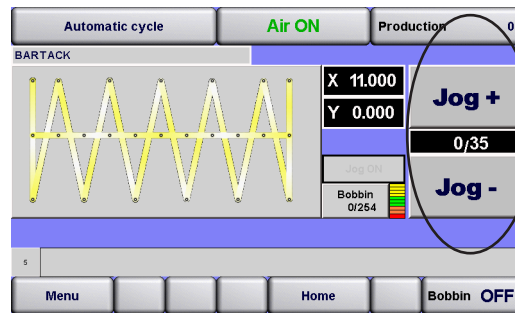 Automatic cycle Air ON Production 0
BARTACK
X 11.000
Y 0.000
Jog +
0/35
Jog ON
Jog -
Bobbin
0/254
5
Menu Home Bobbin OFF